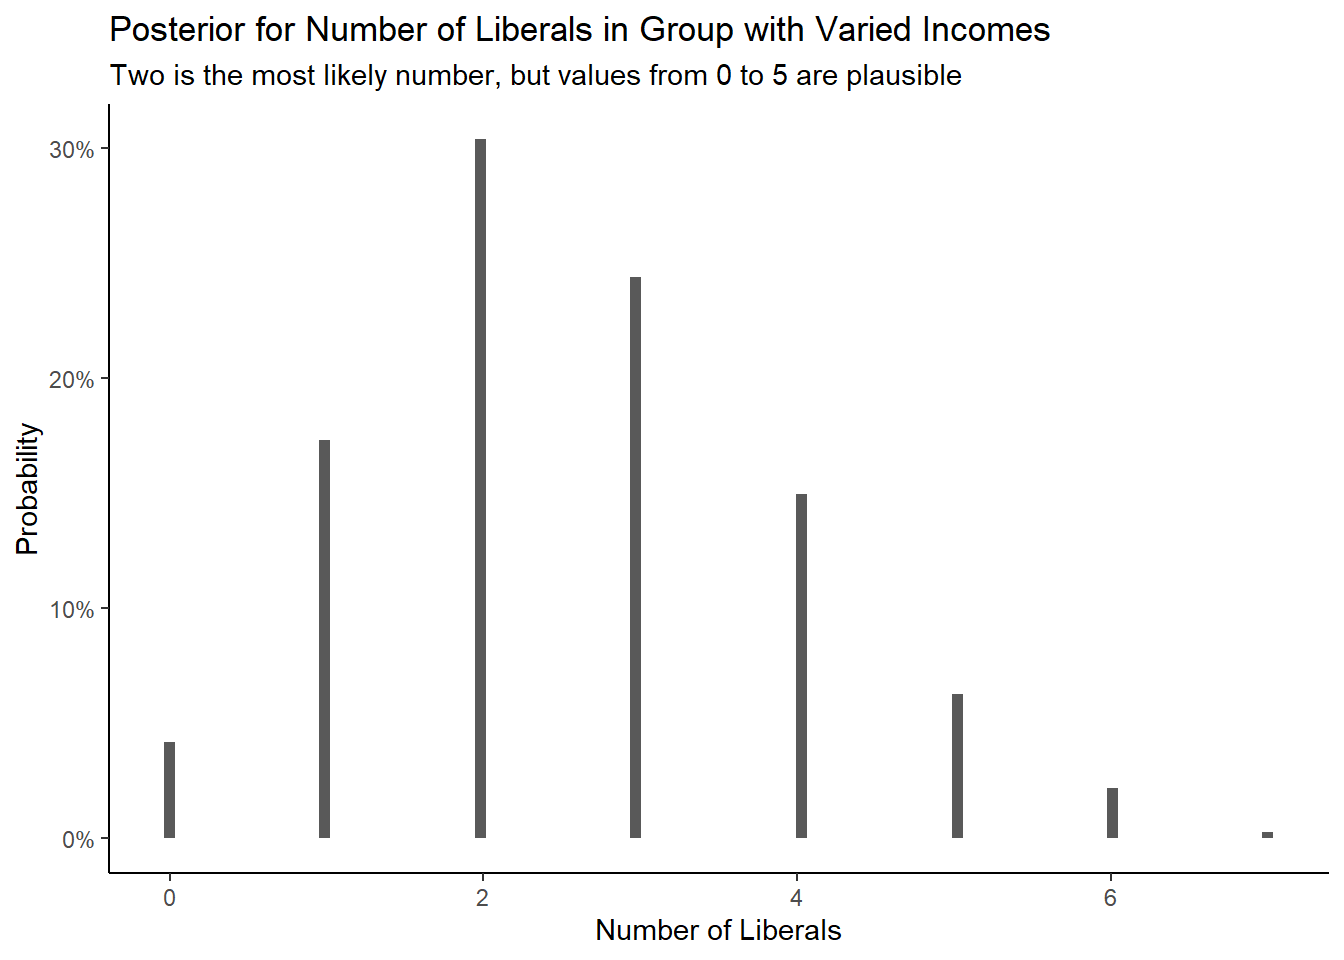 Posterior for Number of Liberals in Group with Varied Incomes
Two is the most likely number, but values from 0 to 5 are plausible
30%
20%
10%
0%
Probability
0 2 4 6
Number of Liberals